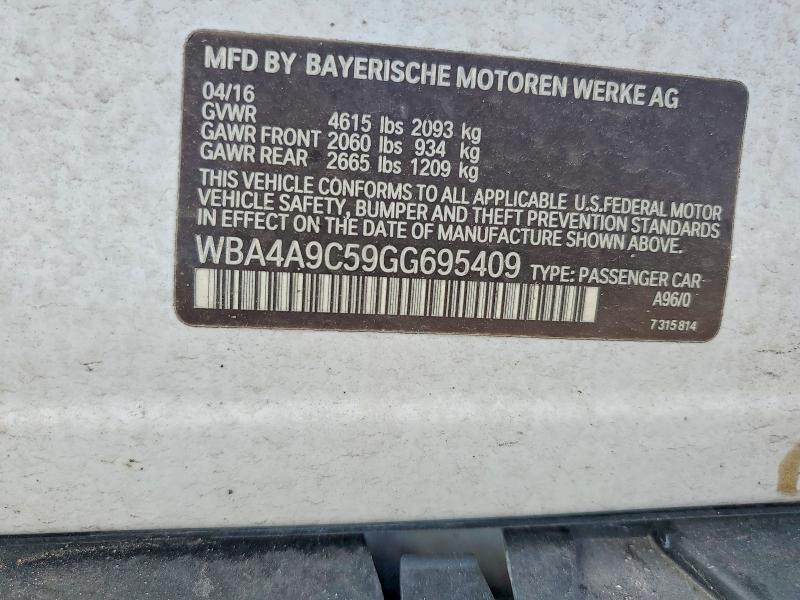 MFD BY BAYERISCHE MOTOREN WERKE AG
04/16
GVWR 4615 lbs 2093 kg
GAWR FRONT 2060 lbs 934 kg
GAWR REAR 2665 lbs 1209 kg
THIS VEHICLE CONFORMS TO ALL APPLICABLE U.S.FEDERAL MOTOR
VEHICLE SAFETY, BUMPER AND THEFT PREVENTION STANDARDS
IN EFFECT ON THE DATE OF MANUFACTURE SHOWN ABOVE.
WBA4A9C59GG695409 TYPE: PASSENGER CAR
A96/0
7315814